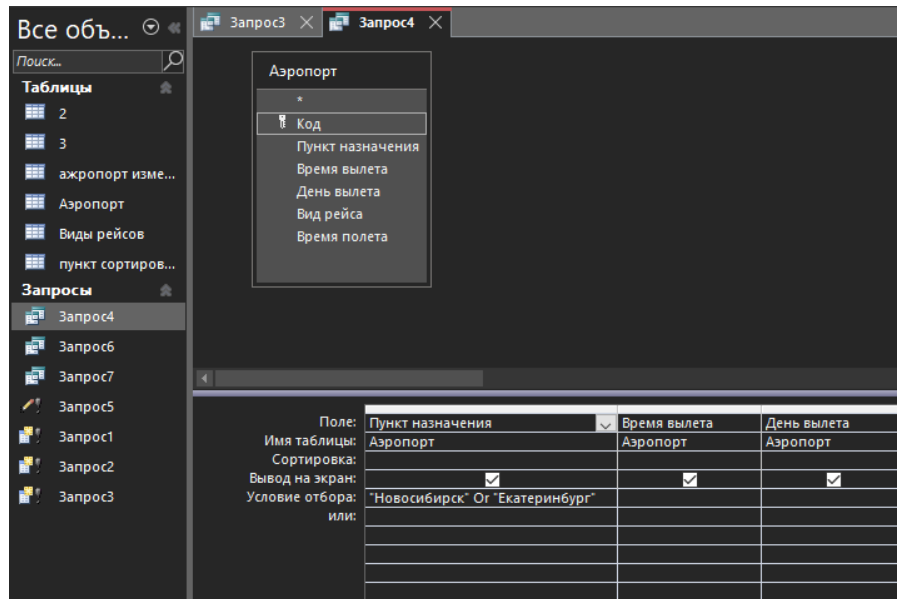 Все объ...
Поиск...
Таблицы
2
3
ажропорт изме...
Аэропорт
Виды рейсов
пункт сортиров...
Запросы
Запрос4
Запрос6
Запрос7
Запрос5
Запрос1
Запрос2
Запрос3
Запрос3 Запрос4
Аэропорт
*
Код
Пункт назначения
Время вылета
День вылета
Вид рейса
Время полета
Поле: Пункт назначения Время вылета День вылета
Имя таблицы: Аэропорт Аэропорт Аэропорт
Сортировка:
Вывод на экран:
Условие отбора: "Новосибирск" Or "Екатеринбург"
или: